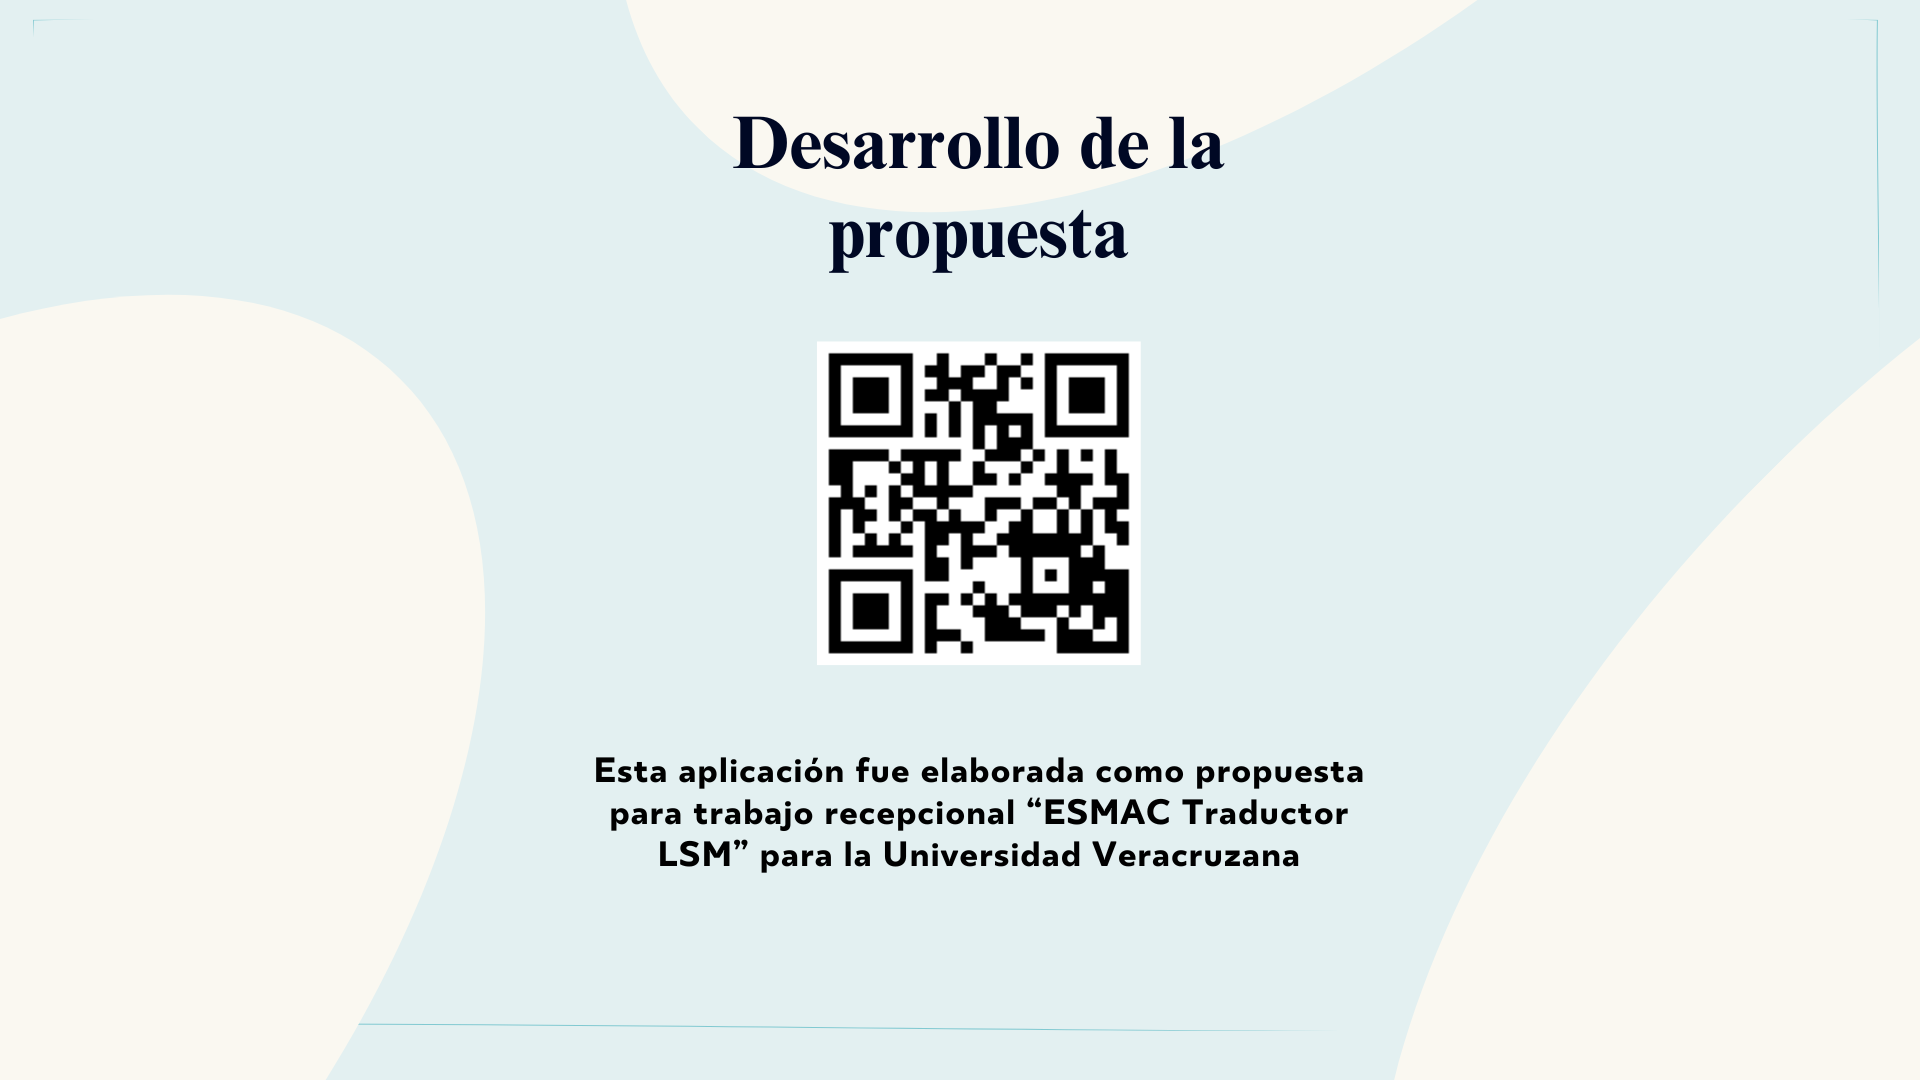 Desarrollo de la
propuesta
Esta aplicación fue elaborada como propuesta
para trabajo recepcional “ESMAC Traductor
LSM” para la Universidad Veracruzana